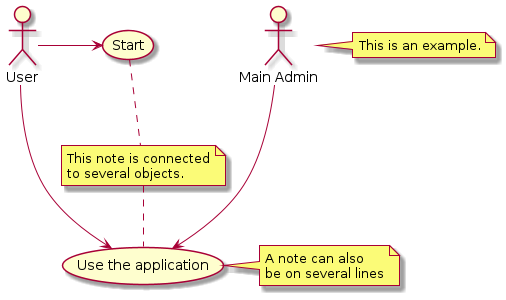 Start
This is an example.
User
Main Admin
This note is connected
to several objects.
Use the application
A note can also
be on several lines